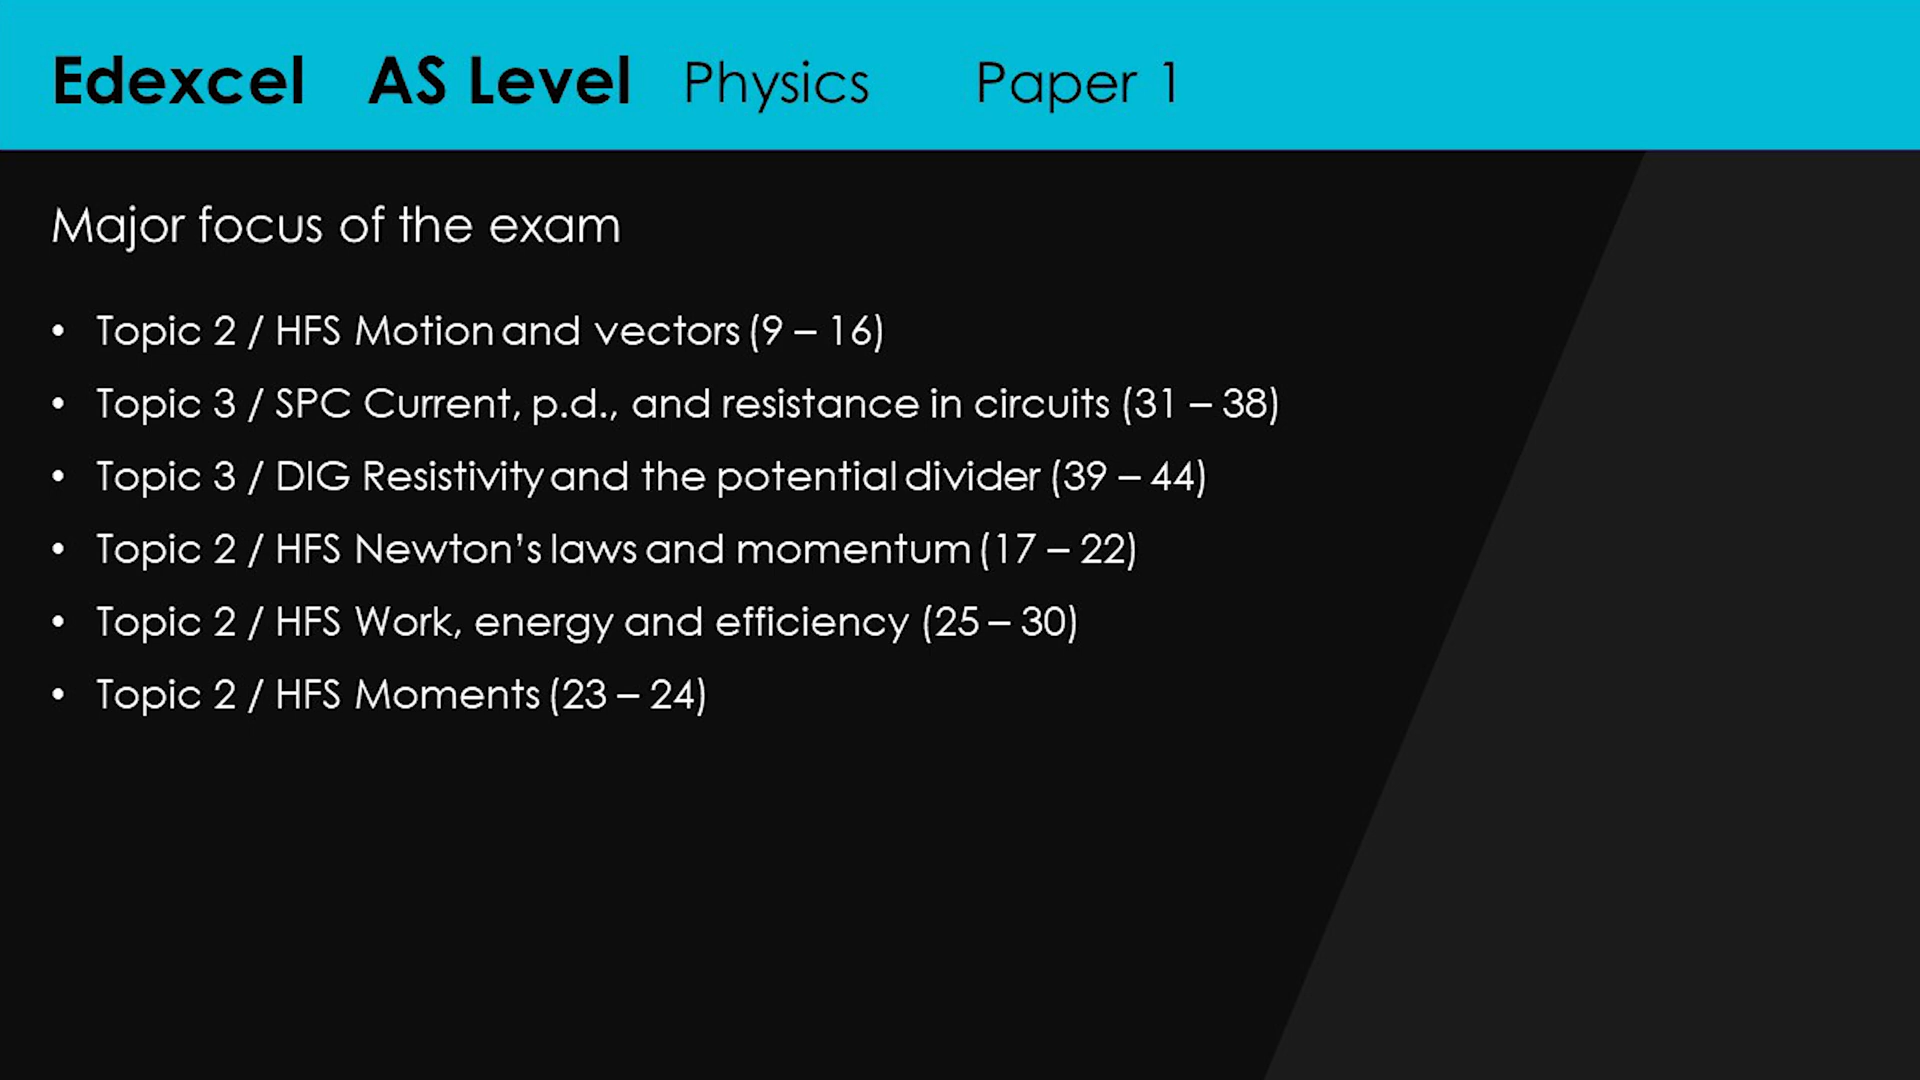 Edexcel AS Level Physics Paper 1
Major focus of the exam
• Topic 2 / HFS Motion and vectors (9 – 16)
• Topic 3 / SPC Current, p.d., and resistance in circuits (31 – 38)
• Topic 3 / DIG Resistivity and the potential divider (39 – 44)
• Topic 2 / HFS Newton's laws and momentum (17 – 22)
• Topic 2 / HFS Work, energy and efficiency (25 – 30)
• Topic 2 / HFS Moments (23 – 24)